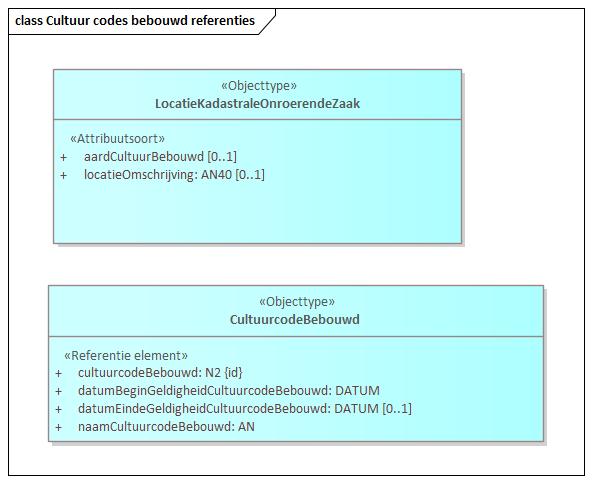 class Cultuur codes bebouwd referenties
«Objecttype»
LocatieKadastraleOnroerendeZaak
«Attribuutsoort»
+ aardCultuurBebouwd [0..1]
+ locatieOmschrijving: AN40 [0..1]
«Objecttype»
CultuurcodeBebouwd
«Referentie element»
+ cultuurcodeBebouwd: N2 {id}
+ datumBeginGeldigheidCultuurcodeBebouwd: DATUM
+ datumEindeGeldigheidCultuurcodeBebouwd: DATUM [0..1]
+ naamCultuurcodeBebouwd: AN